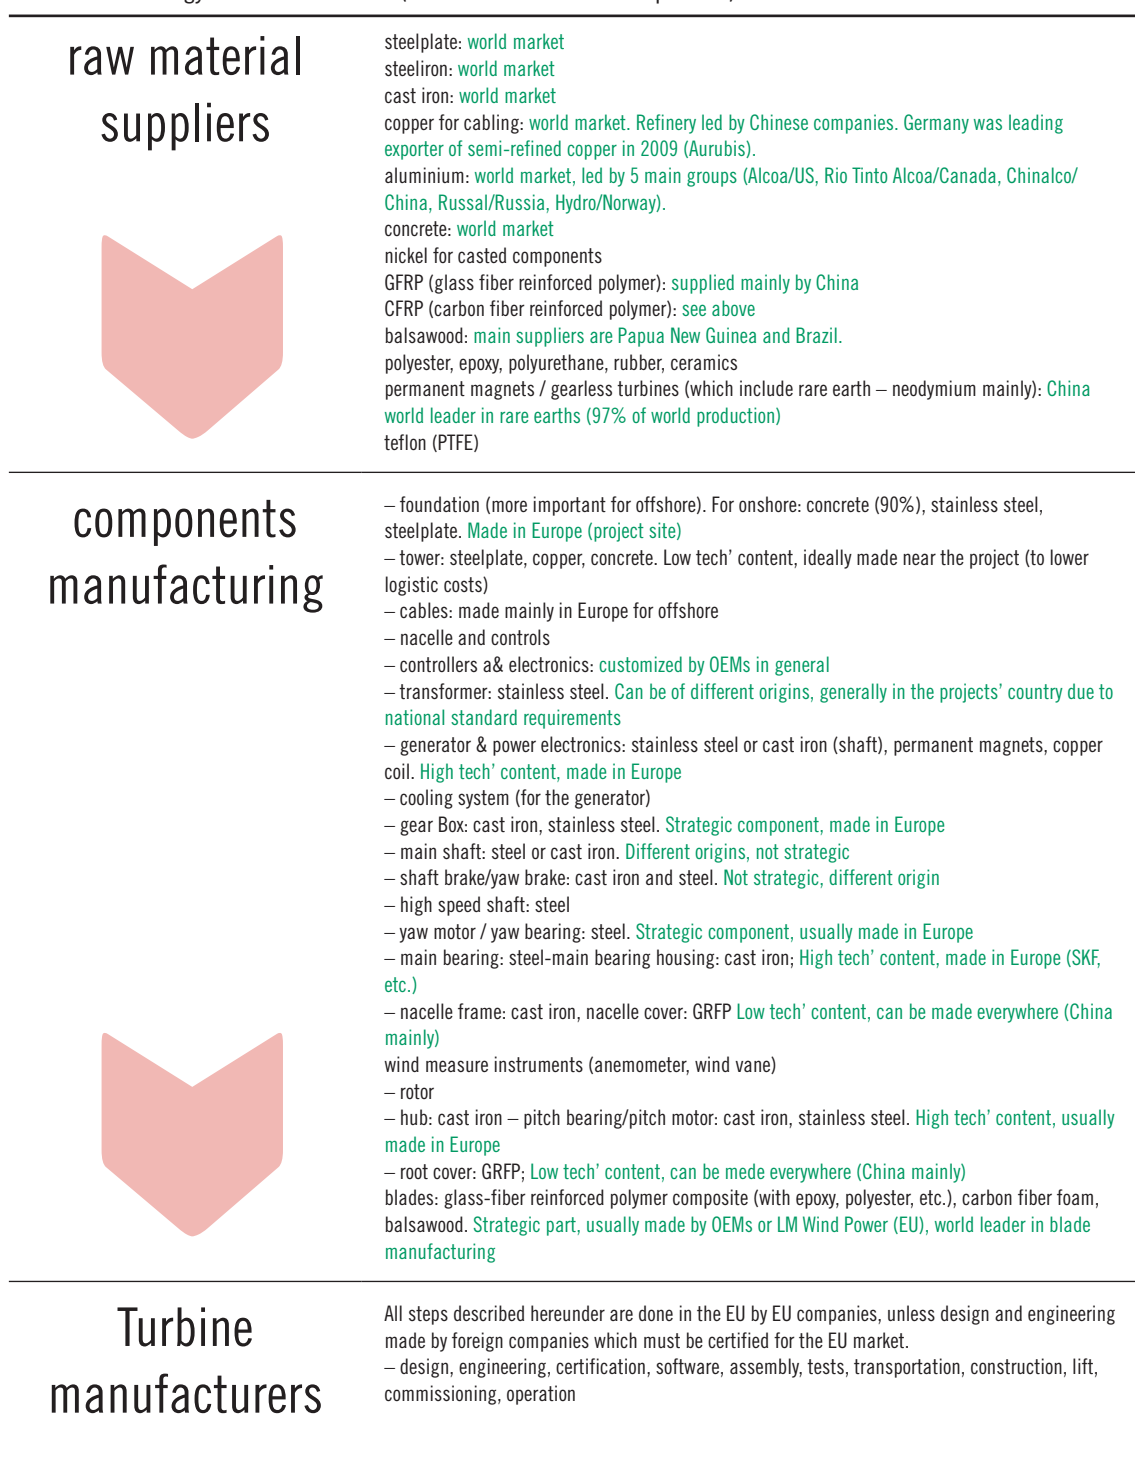 raw material
suppliers
steelplate: world market
steeliron: world market
cast iron: world market
copper for cabling: world market. Refinery led by Chinese companies. Germany was leading
exporter of semi-refined copper in 2009 (Aurubis).
aluminium: world market, led by 5 main groups (Alcoa/US, Rio Tinto Alcoa/Canada, Chinalco/
China, Russal/Russia, Hydro/Norway).
concrete: world market
nickel for casted components
GFRP (glass fiber reinforced polymer): supplied mainly by China
CFRP (carbon fiber reinforced polymer): see above
balsawood: main suppliers are Papua New Guinea and Brazil.
polyester, epoxy, polyurethane, rubber, ceramics
permanent magnets / gearless turbines (which include rare earth – neodymium mainly): China
world leader in rare earths (97% of world production)
teflon (PTFE)
components
manufacturing
– foundation (more important for offshore). For onshore: concrete (90%), stainless steel,
steelplate. Made in Europe (project site)
– tower: steelplate, copper, concrete. Low tech’ content, ideally made near the project (to lower
logistic costs)
– cables: made mainly in Europe for offshore
– nacelle and controls
– controllers a& electronics: customized by OEMs in general
– transformer: stainless steel. Can be of different origins, generally in the projects’ country due to
national standard requirements
– generator & power electronics: stainless steel or cast iron (shaft), permanent magnets, copper
coil. High tech’ content, made in Europe
– cooling system (for the generator)
– gear Box: cast iron, stainless steel. Strategic component, made in Europe
– main shaft: steel or cast iron. Different origins, not strategic
– shaft brake/yaw brake: cast iron and steel. Not strategic, different origin
– high speed shaft: steel
– yaw motor / yaw bearing: steel. Strategic component, usually made in Europe
– main bearing: steel-main bearing housing: cast iron; High tech’ content, made in Europe (SKF,
etc.)
– nacelle frame: cast iron, nacelle cover: GRFP Low tech’ content, can be made everywhere (China
mainly)
wind measure instruments (anemometer, wind vane)
– rotor
– hub: cast iron – pitch bearing/pitch motor: cast iron, stainless steel. High tech’ content, usually
made in Europe
– root cover: GRFP; Low tech’ content, can be mede everywhere (China mainly)
blades: glass-fiber reinforced polymer composite (with epoxy, polyester, etc.), carbon fiber foam,
balsawood. Strategic part, usually made by OEMs or LM Wind Power (EU), world leader in blade
manufacturing
Turbine
manufacturers
All steps described hereunder are done in the EU by EU companies, unless design and engineering
made by foreign companies which must be certified for the EU market.
– design, engineering, certification, software, assembly, tests, transportation, construction, lift,
commissioning, operation